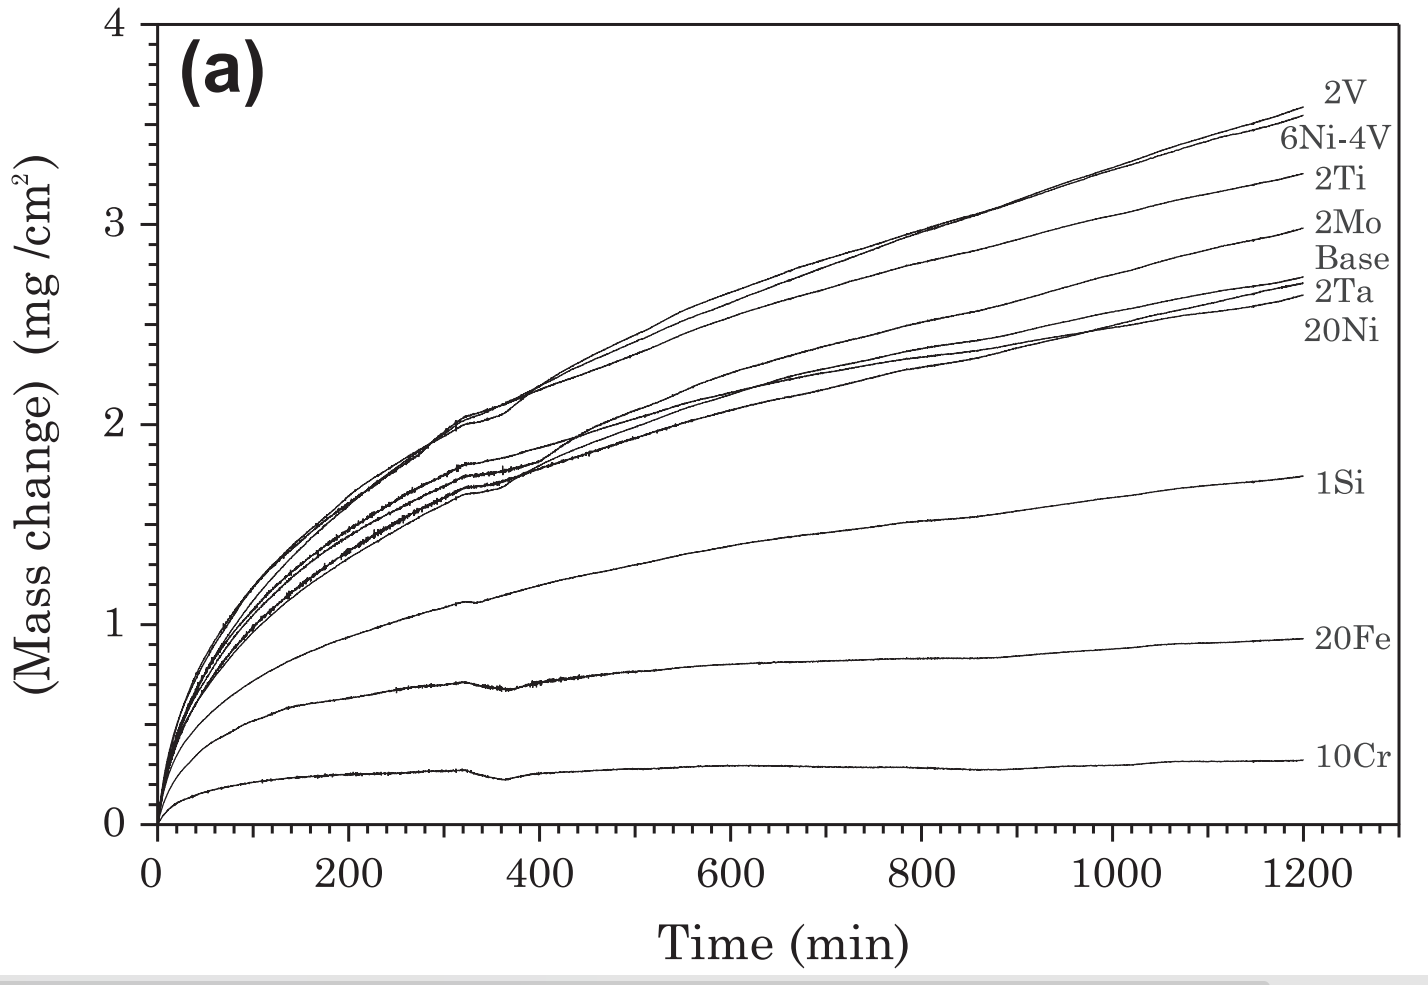 (a)
4
3
2
1
0
(Mass change) (mg /cm²)
2V
6Ni-4V
2Ti
2Mo
Base
2Ta
20Ni
1Si
20Fe
10Cr
0 200 400 600 800 1000 1200
Time (min)